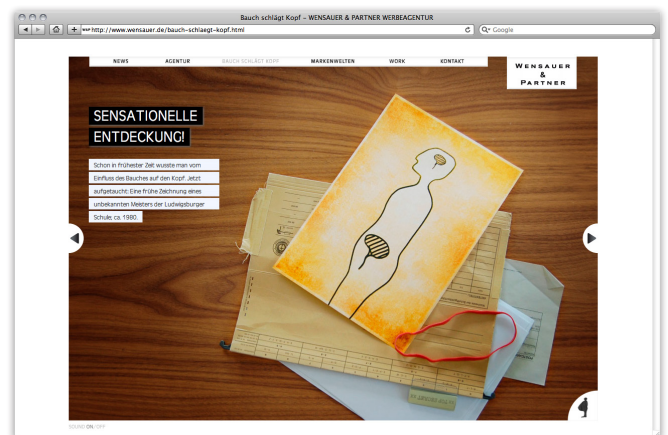 Bauch schlägt Kopf – WENSAUER & PARTNER WERBEAGENTUR
http://www.wensauer.de/bauch-schlaegt-kopf.html
Google
NEWS
AGENTUR
BAUCH SCHLÄGT KOPF
MARKENWELTEN
WORK
KONTAKT
WENSAUER
&
PARTNER
SENSATIONELLE
ENTDECKUNG!
Schon in frühester Zeit wusste man vom
Einfluss des Bauches auf den Kopf. Jetzt
aufgetaucht: Eine frühe Zeichnung eines
unbekannten Meisters der Ludwigsburger
Schule; ca. 1980.
SOUND ON/OFF